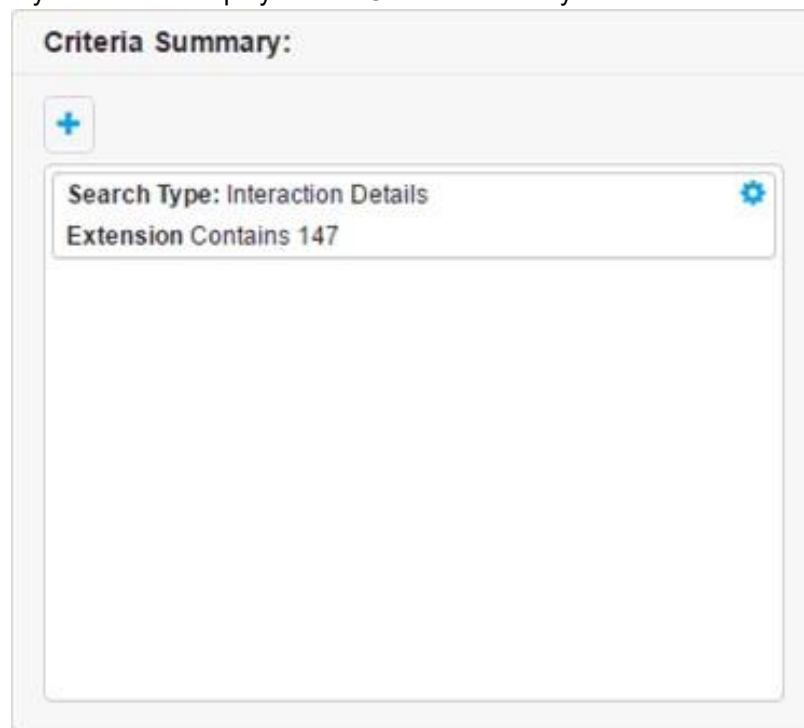 Criteria Summary:
Search Type: Interaction Details
Extension Contains 147